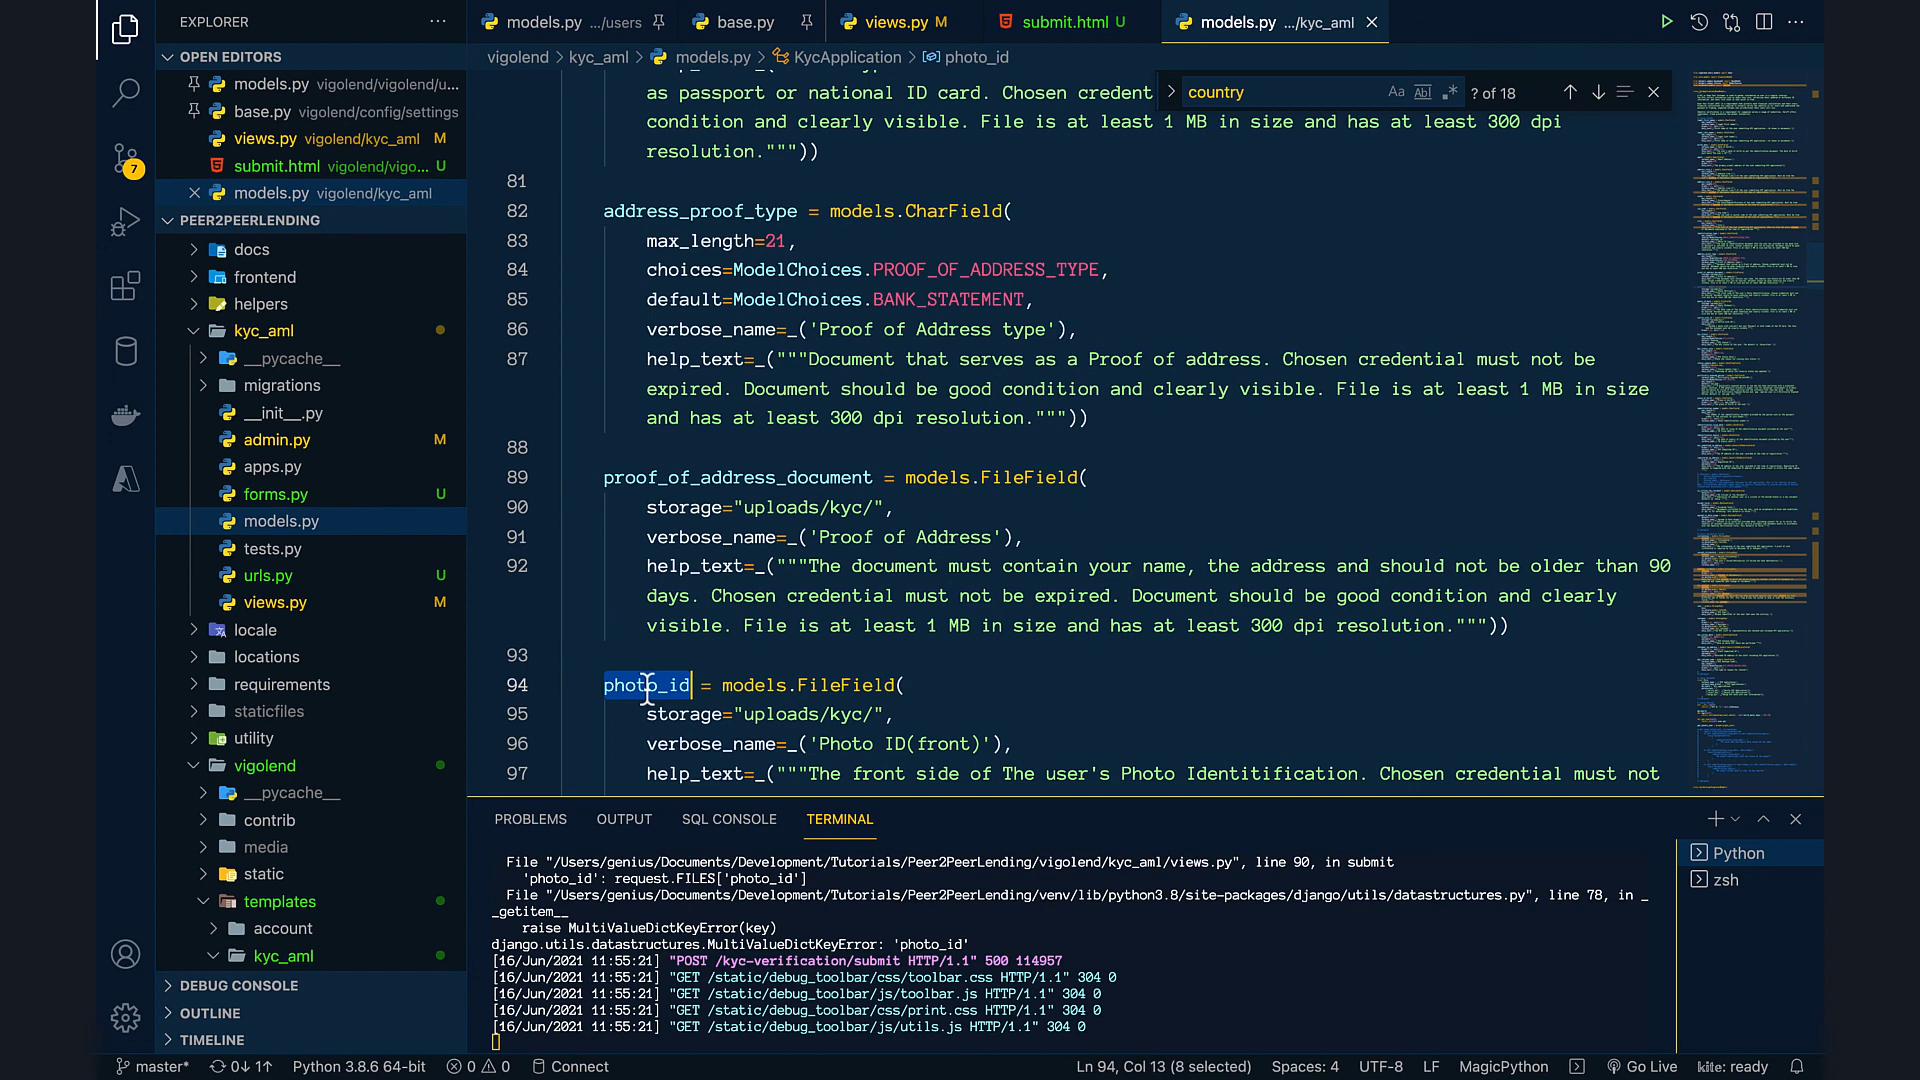 EXPLORER
OPEN EDITORS
models.py vigolend/vigolend/u...
base.py vigolend/config/settings
views.py vigolend/kyc_aml M
submit.html vigolend/vigo... U
models.py vigolend/kyc_aml
7
PEER2PEERLENDING
docs
frontend
helpers
kyc_aml
__pycache__
migrations
__init__.py
admin.py M
apps.py
forms.py U
models.py
tests.py
urls.py U
views.py M
locale
locations
requirements
staticfiles
utility
vigolend
__pycache__
contrib
media
static
templates
account
kyc_aml
DEBUG CONSOLE
OUTLINE
TIMELINE
models.py .../users base.py views.py M submit.html U models.py .../kyc_aml
vigolend > kyc_aml > models.py > KycApplication > photo_id
country Aa Abl .* ? of 18
as passport or national ID card. Chosen credent
condition and clearly visible. File is at least 1 MB in size and has at least 300 dpi
resolution."""))
81
82 address_proof_type = models.CharField(
83 max_length=21,
84 choices=ModelChoices.PROOF_OF_ADDRESS_TYPE,
85 default=ModelChoices.BANK_STATEMENT,
86 verbose_name=_('Proof of Address type'),
87 help_text=_("""Document that serves as a Proof of address. Chosen credential must not be
expired. Document should be good condition and clearly visible. File is at least 1 MB in size
and has at least 300 dpi resolution."""))
88
89 proof_of_address_document = models.FileField(
90 storage="uploads/kyc/",
91 verbose_name=_('Proof of Address'),
92 help_text=_("""The document must contain your name, the address and should not be older than 90
days. Chosen credential must not be expired. Document should be good condition and clearly
visible. File is at least 1 MB in size and has at least 300 dpi resolution."""))
93
94 photo_id = models.FileField(
95 storage="uploads/kyc/",
96 verbose_name=_('Photo ID(front)'),
97 help_text=_("""The front side of The user's Photo Identitification. Chosen credential must not
PROBLEMS OUTPUT SQL CONSOLE TERMINAL
File "/Users/genius/Documents/Development/Tutorials/Peer2PeerLending/vigolend/kyc_aml/views.py", line 90, in submit
'photo_id': request.FILES['photo_id']
File "/Users/genius/Documents/Development/Tutorials/Peer2PeerLending/venv/lib/python3.8/site-packages/django/utils/datastructures.py", line 78, in _
_getitem__
raise MultiValueDictKeyError(key)
django.utils.datastructures.MultiValueDictKeyError: 'photo_id'
[16/Jun/2021 11:55:21] "POST /kyc-verification/submit HTTP/1.1" 500 114957
[16/Jun/2021 11:55:21] "GET /static/debug_toolbar/css/toolbar.css HTTP/1.1" 304 0
[16/Jun/2021 11:55:21] "GET /static/debug_toolbar/js/toolbar.js HTTP/1.1" 304 0
[16/Jun/2021 11:55:21] "GET /static/debug_toolbar/css/print.css HTTP/1.1" 304 0
[16/Jun/2021 11:55:21] "GET /static/debug_toolbar/js/utils.js HTTP/1.1" 304 0
Python
zsh
master* 0↓ 1↑ Python 3.8.6 64-bit 0 0 Connect Ln 94, Col 13 (8 selected) Spaces: 4 UTF-8 LF MagicPython Go Live kite: ready